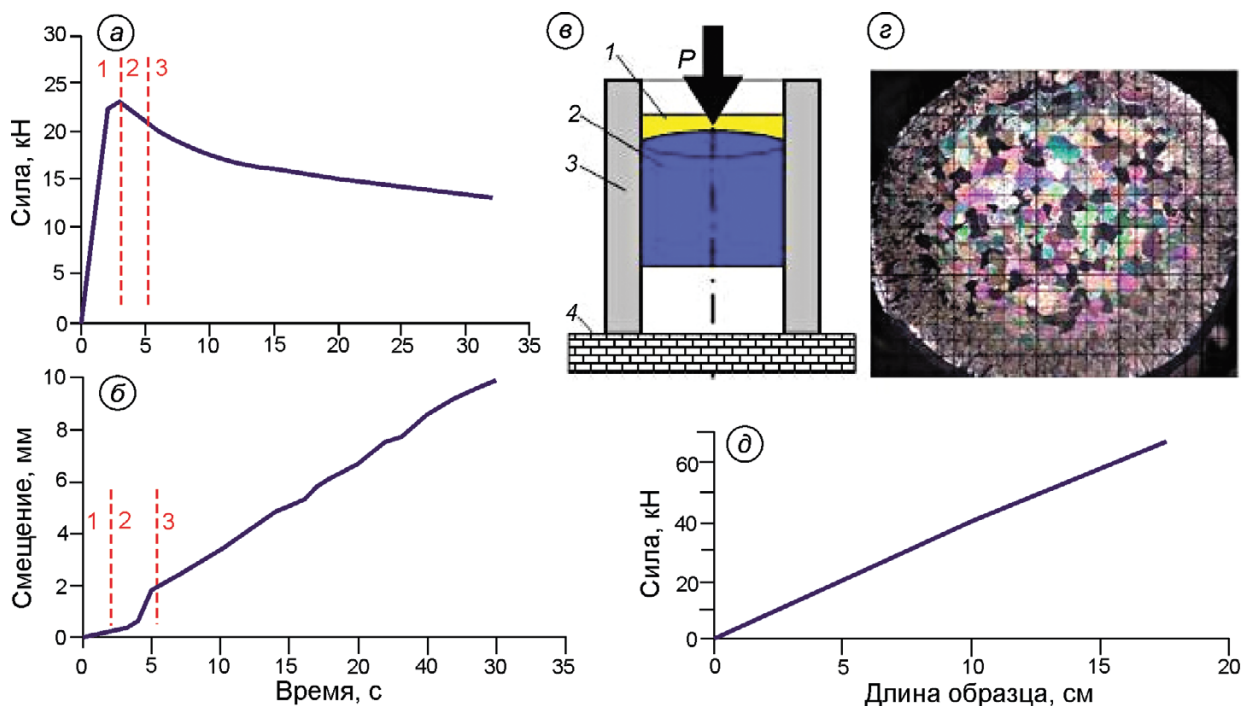 а
1 2 3
30
25
20
15
10
5
0
Сила, кН
0 5 10 15 20 25 30 35
б
10
8
6
4
2
0
Смещение, мм
1 2 3
0 5 10 15 20 40 30 35
Время, с
в
P
1
2
3
4
г
д
60
40
20
0
Сила, кН
0 5 10 15 20
Длина образца, см